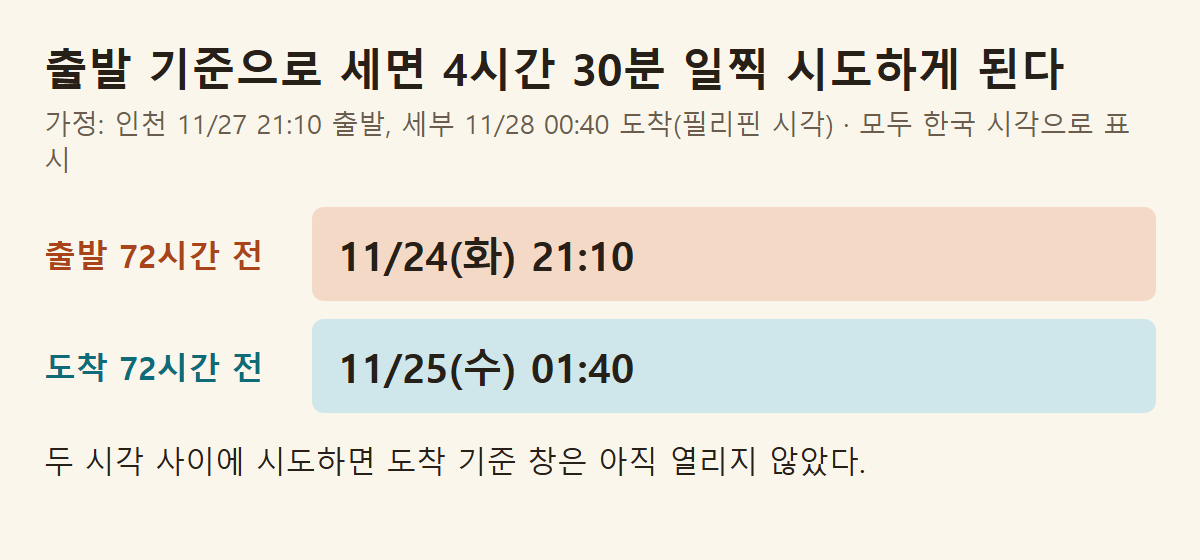 출발 기준으로 세면 4시간 30분 일찍 시도하게 된다
가정: 인천 11/27 21:10 출발, 세부 11/28 00:40 도착(필리핀 시각) · 모두 한국 시각으로 표
시
출발 72시간 전
11/24(화) 21:10
도착 72시간 전
11/25(수) 01:40
두 시각 사이에 시도하면 도착 기준 창은 아직 열리지 않았다.